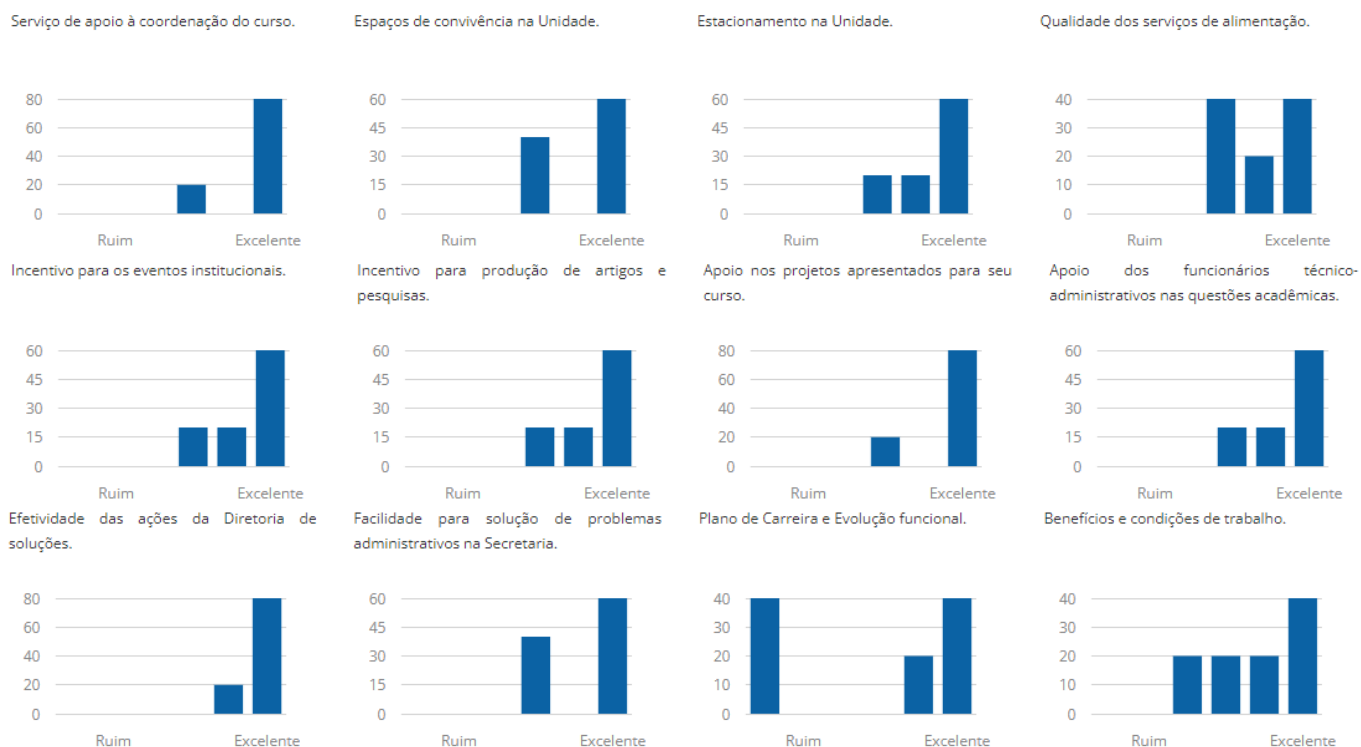 Serviço de apoio à coordenação do curso.
Espaços de convivência na Unidade.
Estacionamento na Unidade.
Qualidade dos serviços de alimentação.
80
60
40
20
0
Ruim Excelente
60
45
30
15
0
Ruim Excelente
60
45
30
15
0
Ruim Excelente
40
30
20
10
0
Ruim Excelente
Incentivo para os eventos institucionais.
Incentivo para produção de artigos e
pesquisas.
Apoio nos projetos apresentados para seu
curso.
Apoio dos funcionários técnico-
administrativos nas questões acadêmicas.
60
45
30
15
0
Ruim Excelente
60
45
30
15
0
Ruim Excelente
80
60
40
20
0
Ruim Excelente
60
45
30
15
0
Ruim Excelente
Efetividade das ações da Diretoria de
soluções.
Facilidade para solução de problemas
administrativos na Secretaria.
Plano de Carreira e Evolução funcional.
Benefícios e condições de trabalho.
80
60
40
20
0
Ruim Excelente
60
45
30
15
0
Ruim Excelente
40
30
20
10
0
Ruim Excelente
40
30
20
10
0
Ruim Excelente